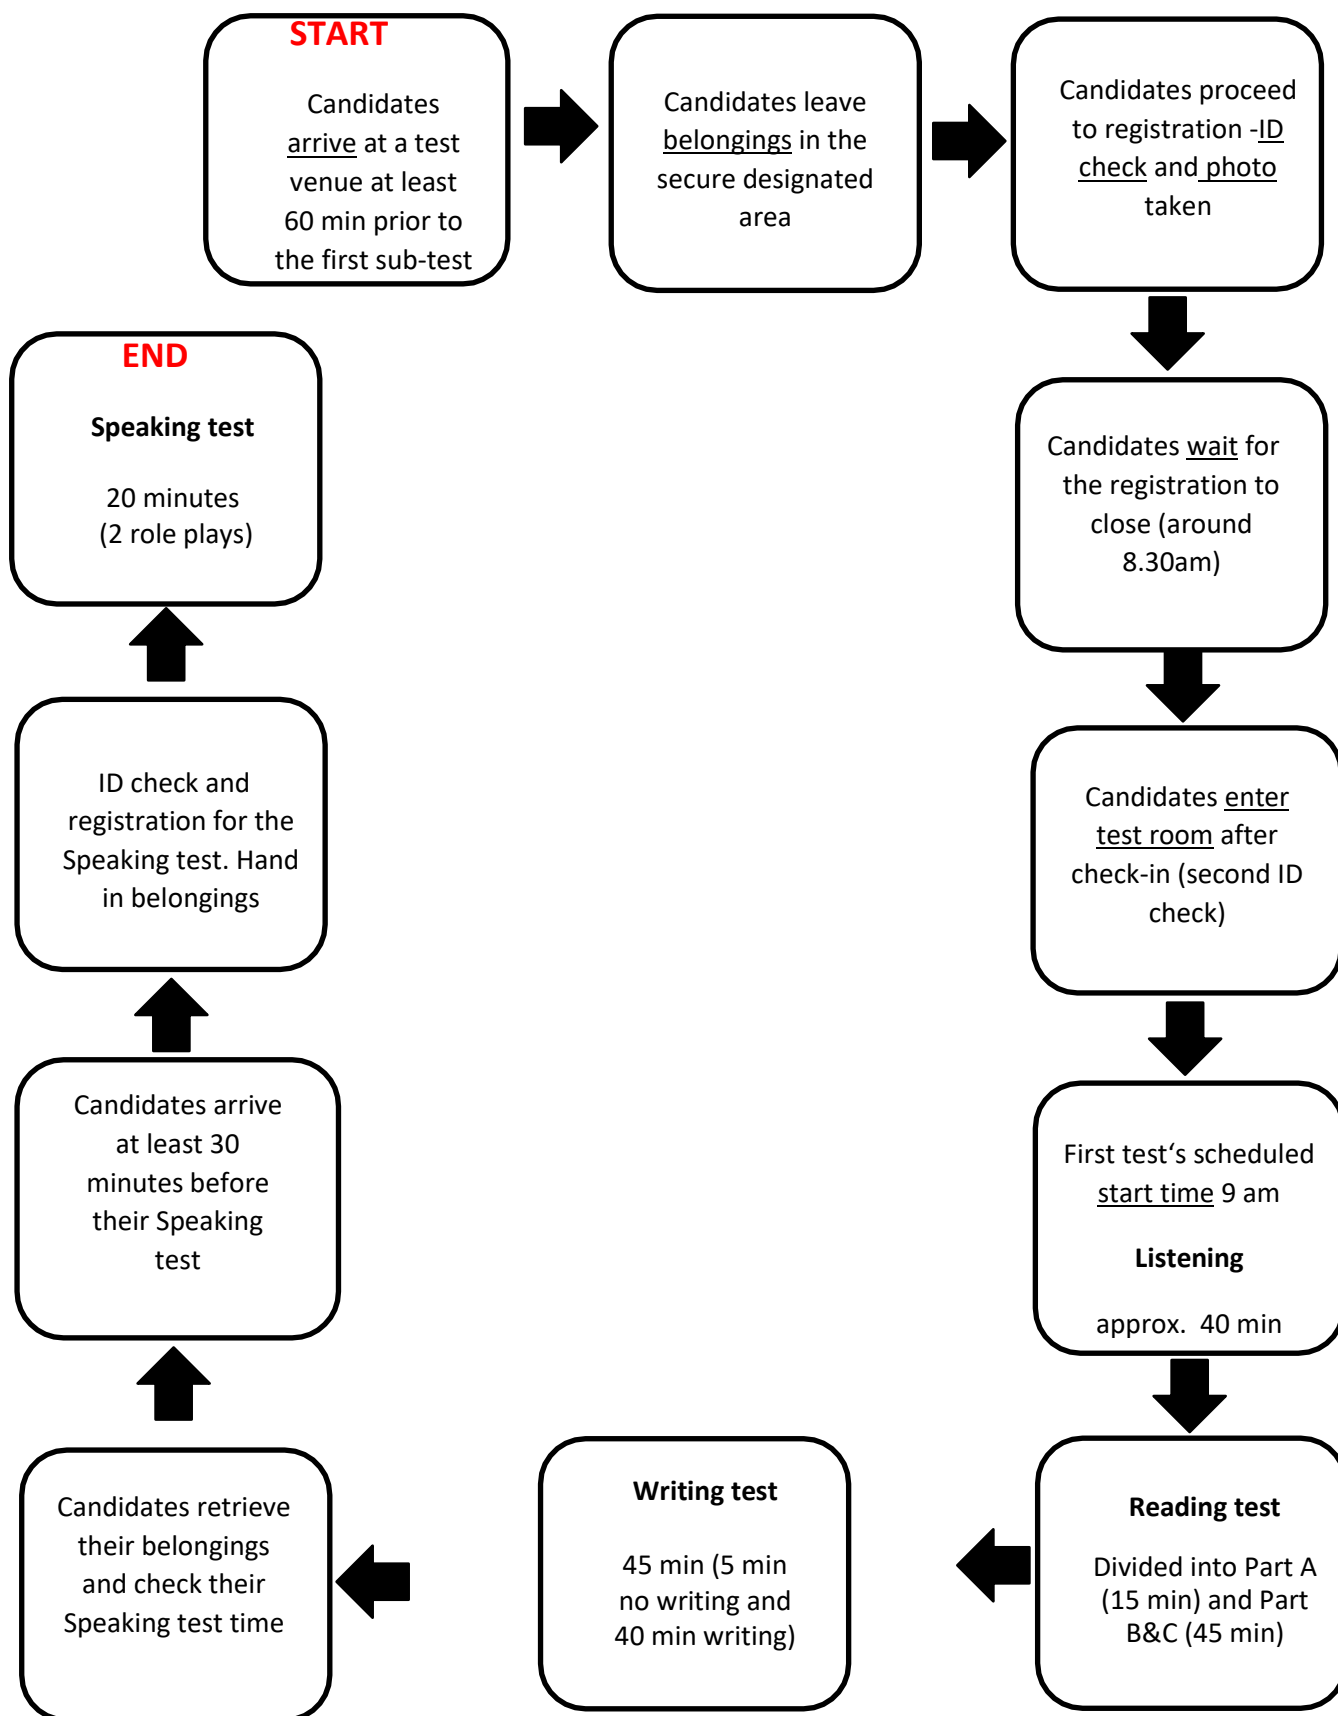 START
Candidates
arrive at a test
venue at least
60 min prior to
the first sub-test
Candidates leave
belongings in the
secure designated
area
Candidates proceed
to registration -ID
check and photo
taken
Candidates wait for
the registration to
close (around
8.30am)
Candidates enter
test room after
check-in (second ID
check)
First test‘s scheduled
start time 9 am
Listening
approx. 40 min
Reading test
Divided into Part A
(15 min) and Part
B&C (45 min)
Writing test
45 min (5 min
no writing and
40 min writing)
Candidates retrieve
their belongings
and check their
Speaking test time
Candidates arrive
at least 30
minutes before
their Speaking
test
ID check and
registration for the
Speaking test. Hand
in belongings
END
Speaking test
20 minutes
(2 role plays)